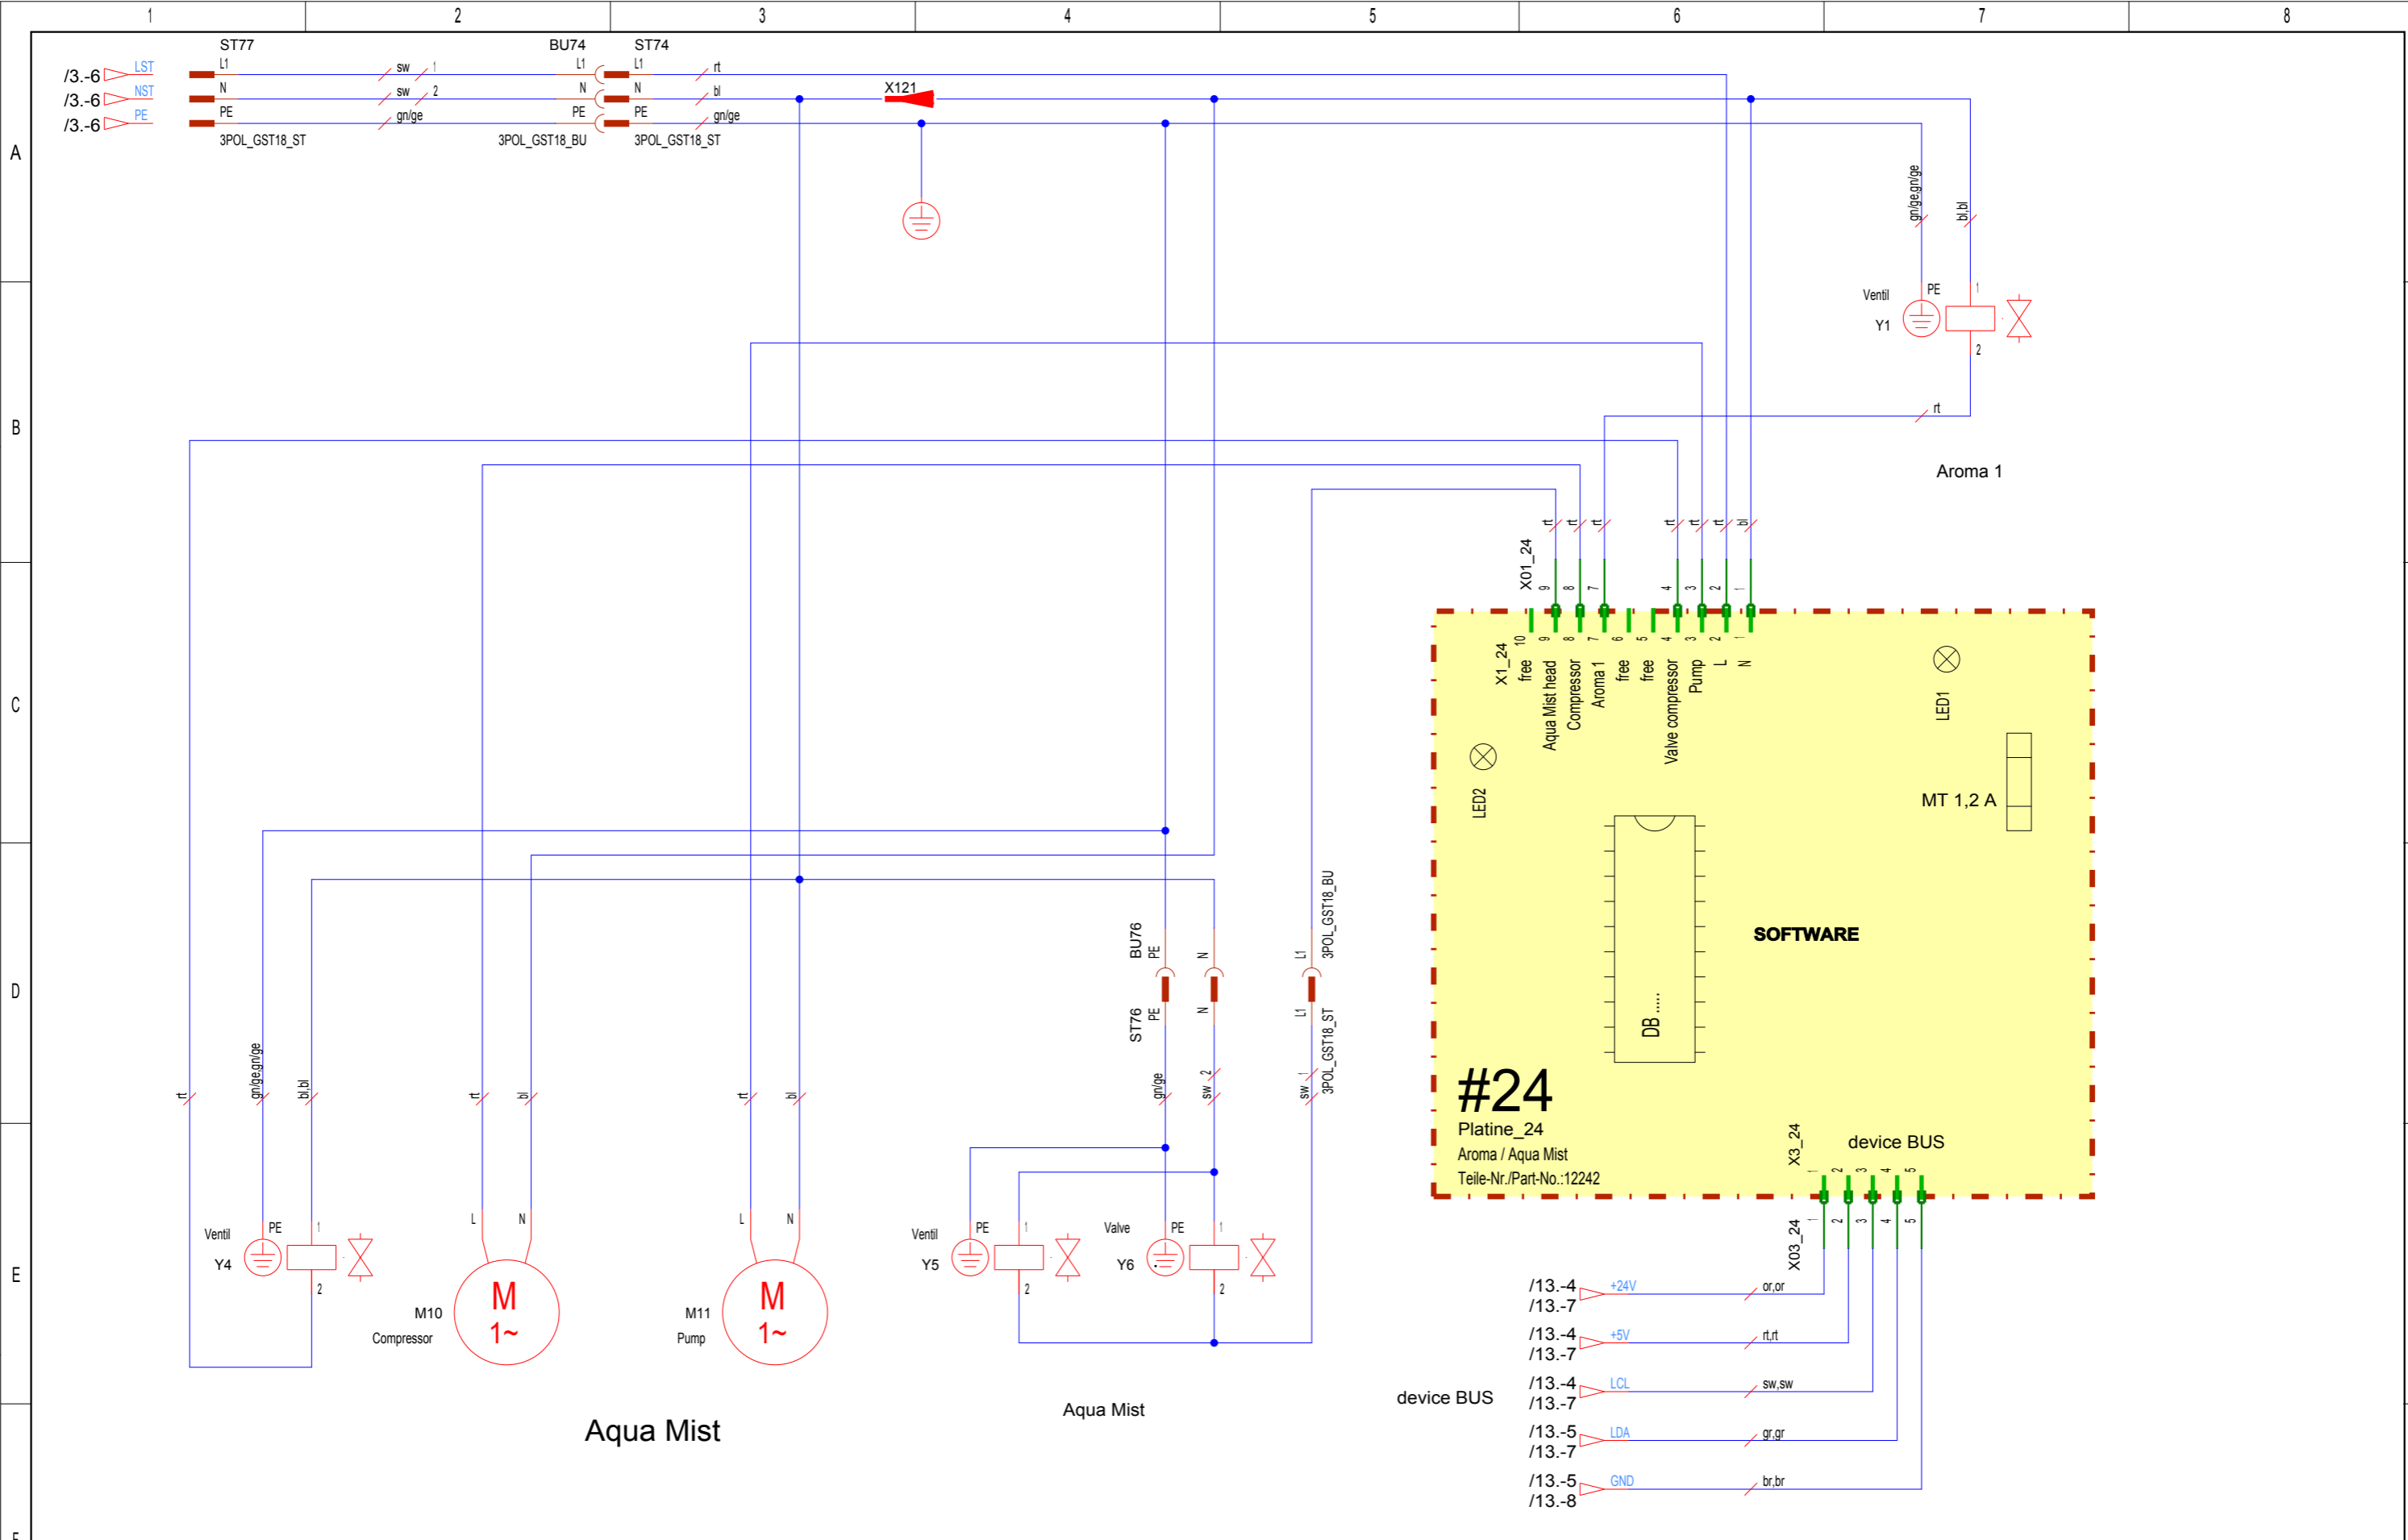 1 2 3 4 5 6 7 8
ST77 BU74 ST74
/3.-6 LST L1 sw 1 L1 L1 rt
/3.-6 NST N sw 2 N N bl X121
/3.-6 PE PE gn/ge PE PE gn/ge
3POL_GST18_ST 3POL_GST18_BU 3POL_GST18_ST
A
gn/ge,gn/ge bl,bl
Ventil PE 1
Y1
2
rt
B
Aroma 1
rt rt rt rt rt rt bl
X01_24 9 8 7 4 3 2 1
X1_24 10 9 8 7 6 5 4 3 2 1
free
Aqua Mist head
Compressor
Aroma 1
free
free
Valve compressor
Pump
L
N
LED1
C
LED2
MT 1,2 A
SOFTWARE
DB .....
BU76 PE N L1 3POL_GST18_BU
D
ST76 PE N L1 3POL_GST18_ST
gn/ge sw 2 sw 1
rt gn/ge,gn/ge bl,bl rt bl rt bl
#24
Platine_24
Aroma / Aqua Mist
Teile-Nr./Part-No.:12242
X3_24 device BUS
1 2 3 4 5
X03_24 1 2 3 4 5
L N L N
Ventil PE 1
Y4
2
M10
Compressor
M
1~
M11
Pump
M
1~
Ventil PE 1
Y5
2
Valve PE 1
Y6
2
E
/13.-4 +24V or,or
/13.-7
/13.-4 +5V rt,rt
/13.-7
/13.-4 LCL sw,sw
/13.-7
device BUS
/13.-5 LDA gr,gr
/13.-7
/13.-5 GND br,br
/13.-8
Aqua Mist
Aqua Mist
F